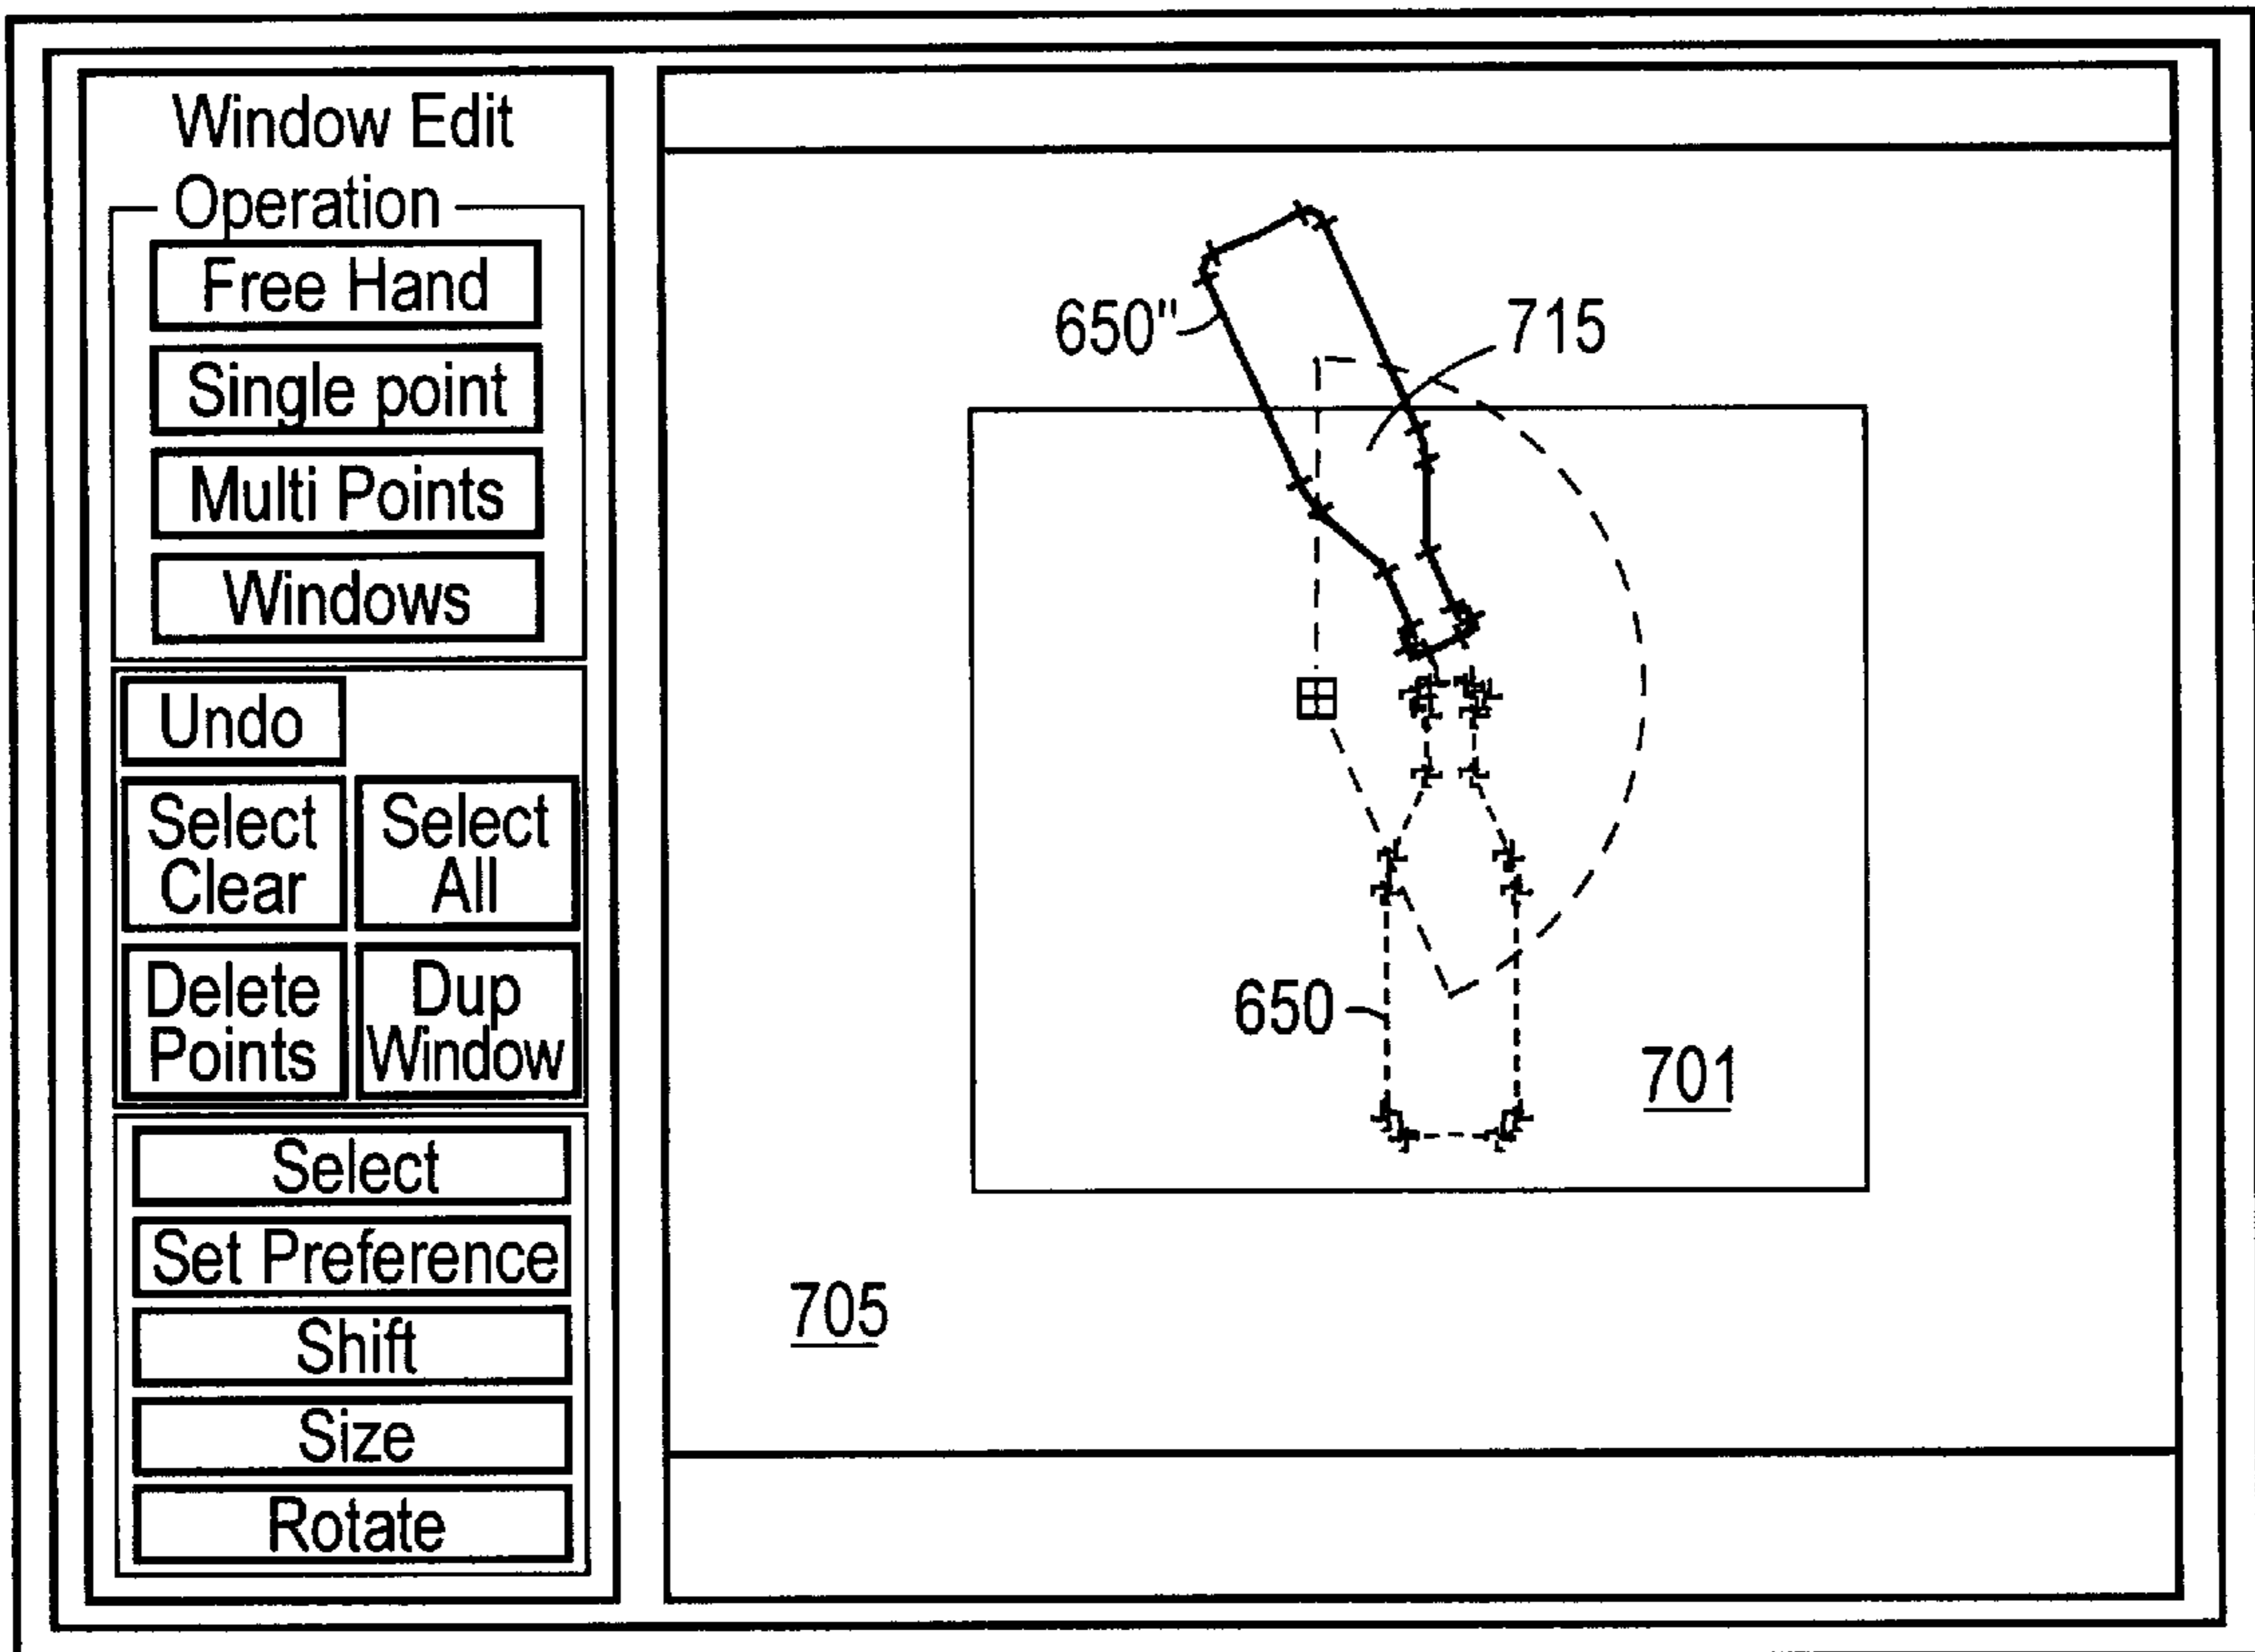 Window Edit
Operation
Free Hand
Single point
Multi Points
Windows
Undo
Select
Clear
Select
All
Delete
Points
Dup
Window
Select
Set Preference
Shift
Size
Rotate
650"
715
650
701
705